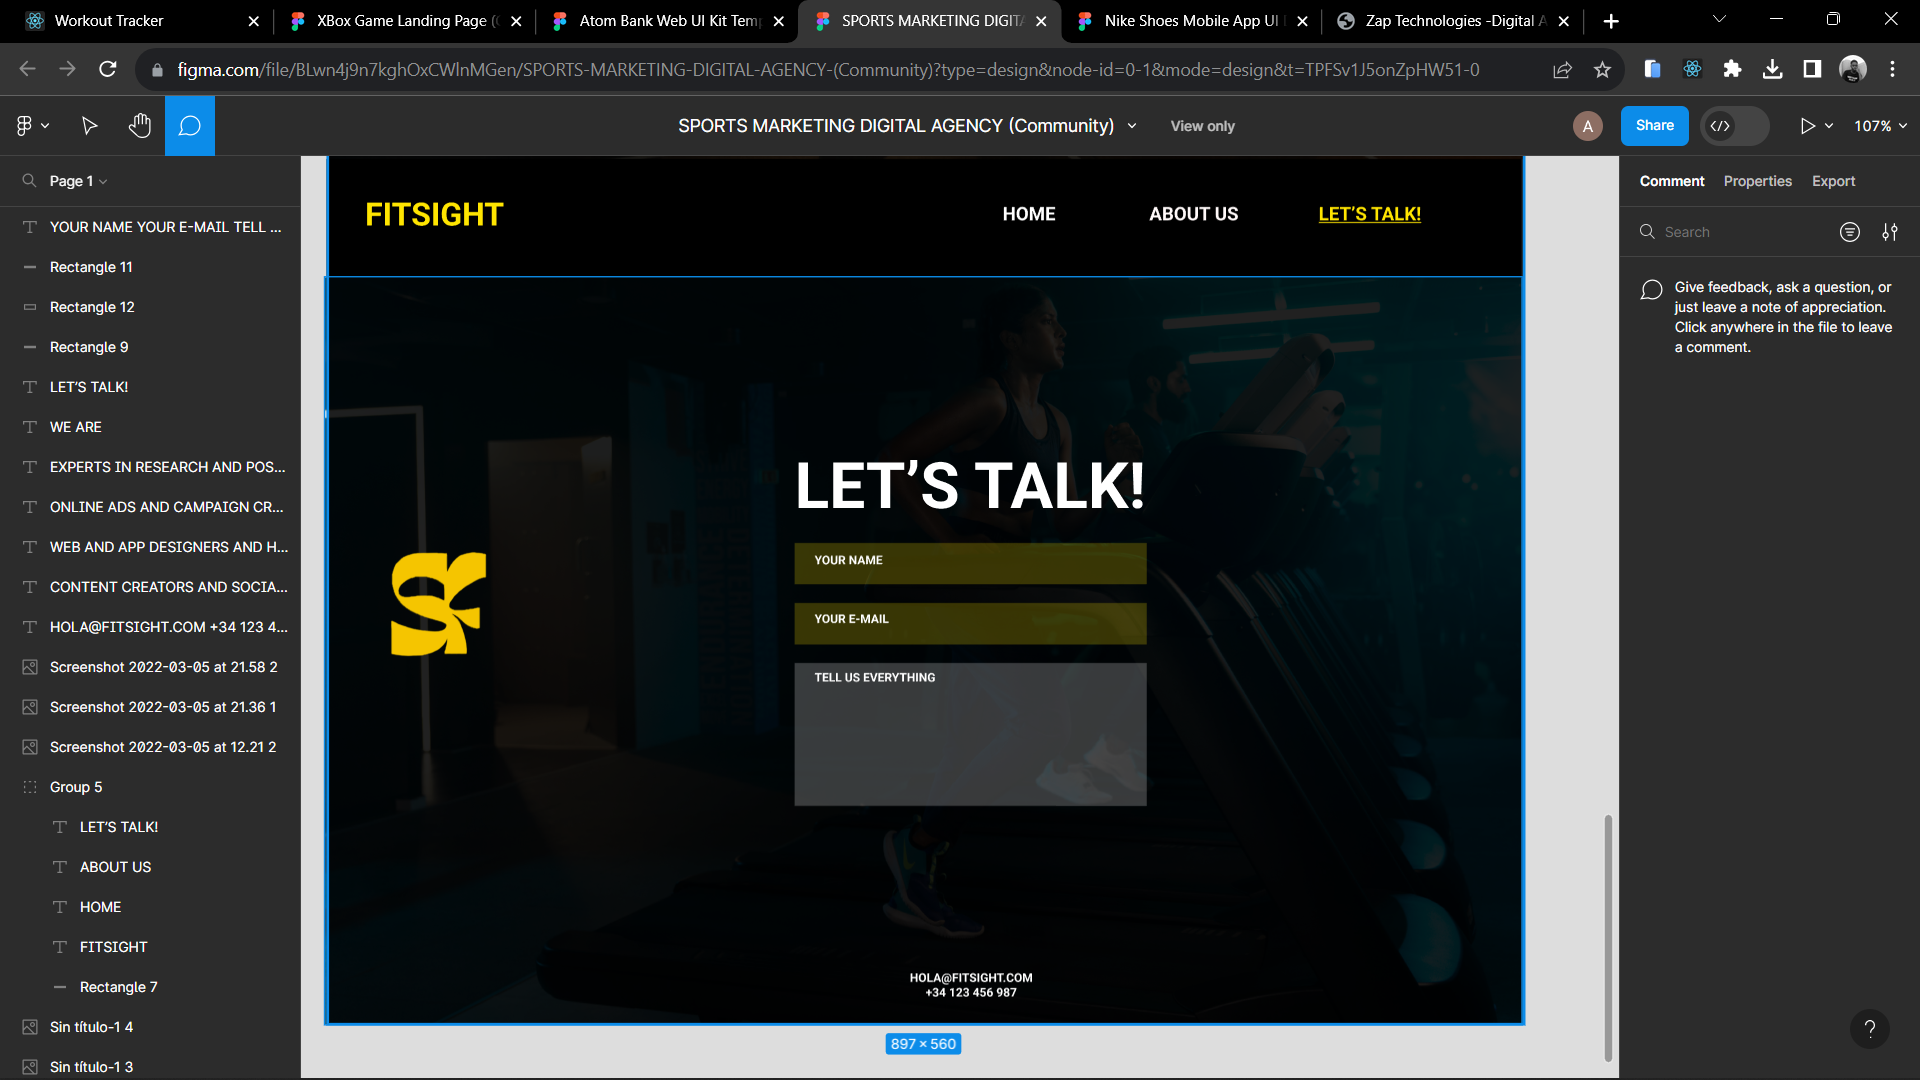 Workout Tracker
XBox Game Landing Page (
Atom Bank Web UI Kit Tem
SPORTS MARKETING DIGIT
Nike Shoes Mobile App UI
Zap Technologies -Digital A
figma.com/file/BLwn4j9n7kghOxCWlnMGen/SPORTS-MARKETING-DIGITAL-AGENCY-(Community)?type=design&node-id=0-1&mode=design&t=TPFSv1J5onZpHW51-0
SPORTS MARKETING DIGITAL AGENCY (Community)
View only
A
Share
</>
107%
Page 1
YOUR NAME YOUR E-MAIL TELL ...
Rectangle 11
Rectangle 12
Rectangle 9
LET'S TALK!
WE ARE
EXPERTS IN RESEARCH AND POS...
ONLINE ADS AND CAMPAIGN CR...
WEB AND APP DESIGNERS AND H...
CONTENT CREATORS AND SOCIA...
HOLA@FITSIGHT.COM +34 123 4...
Screenshot 2022-03-05 at 21.58 2
Screenshot 2022-03-05 at 21.36 1
Screenshot 2022-03-05 at 12.21 2
Group 5
LET'S TALK!
ABOUT US
HOME
FITSIGHT
Rectangle 7
Sin título-1 4
Sin título-1 3
FITSIGHT
HOME
ABOUT US
LET'S TALK!
LET'S TALK!
YOUR NAME
YOUR E-MAIL
TELL US EVERYTHING
HOLA@FITSIGHT.COM
+34 123 456 987
897 × 560
Comment
Properties
Export
Search
Give feedback, ask a question, or
just leave a note of appreciation.
Click anywhere in the file to leave
a comment.
?